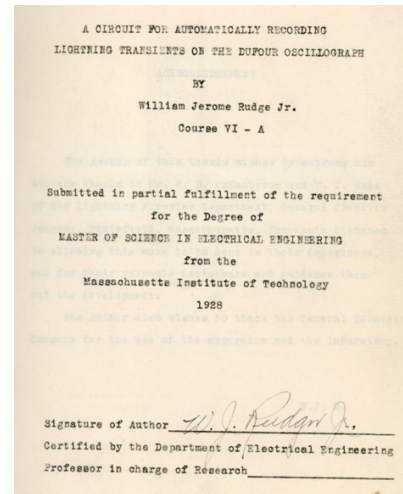 A CIRCUIT FOR AUTOMATICALLY RECORDING
LIGHTNING TRANSIENTS ON THE DUFOUR OSCILLOGRAPH
BY
William Jerome Rudge Jr.
Course VI - A
Submitted in partial fulfillment of the requirement
for the Degree of
MASTER OF SCIENCE IN ELECTRICAL ENGINEERING
from the
Massachusetts Institute of Technology
1928
Signature of Author W. J. Rudge Jr.
Certified by the Department of Electrical Engineering
Professor in charge of Research